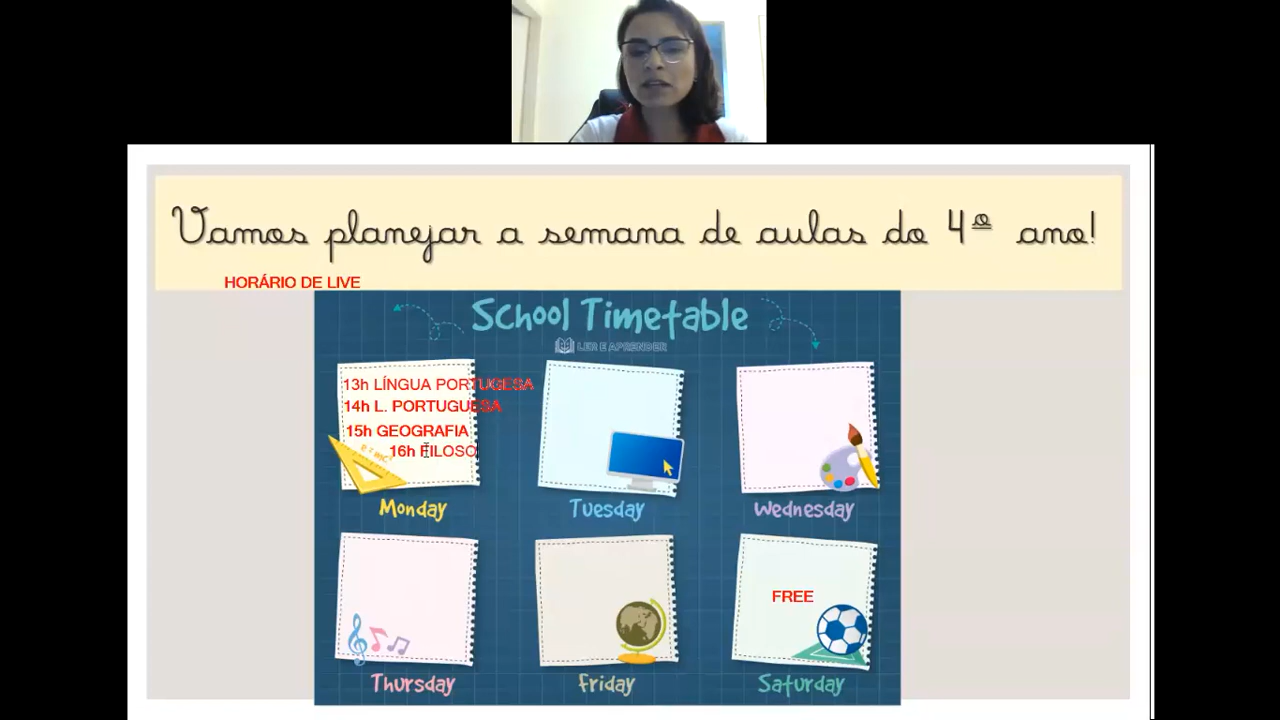 Vamos planejar a semana de aulas do 4º ano!
HORÁRIO DE LIVE
School Timetable
LER E APRENDER
13h LÍNGUA PORTUGESA
14h L. PORTUGUESA
15h GEOGRAFIA
16h FILOSO
Monday
Tuesday
Wednesday
FREE
Thursday
Friday
Saturday